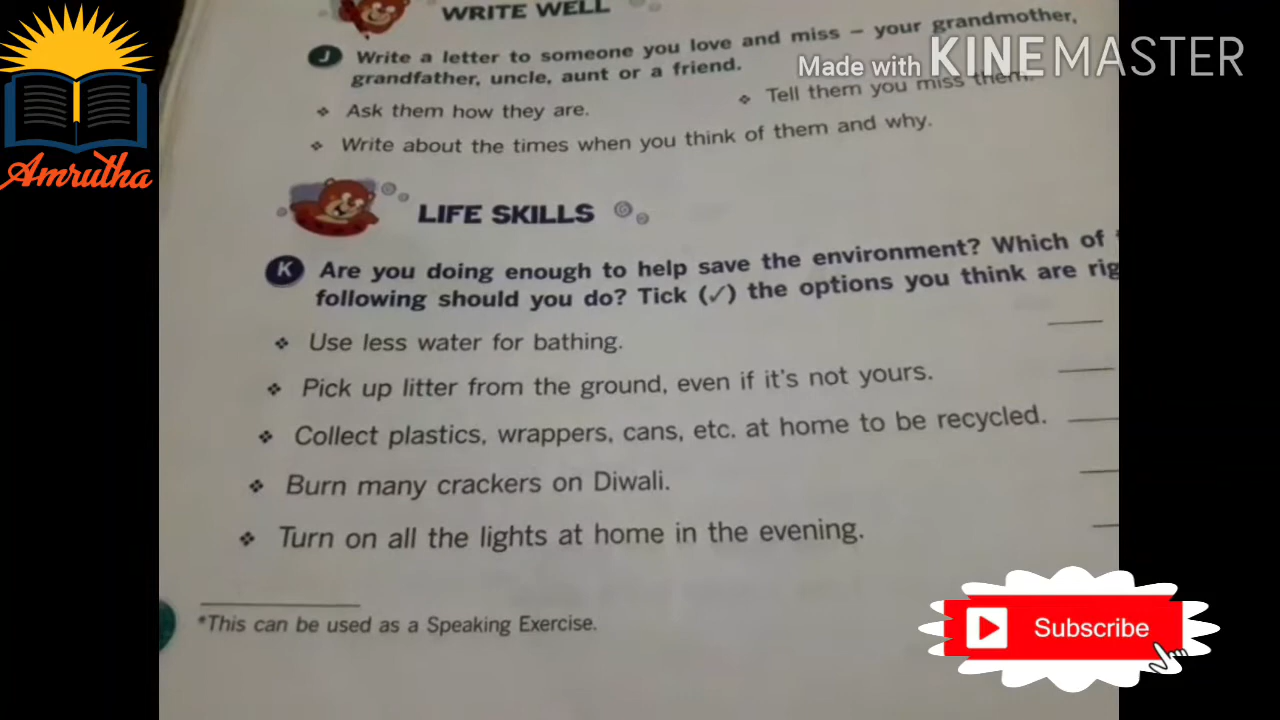 WRITE WELL
J Write a letter to someone you love and miss – your grandmother,
grandfather, uncle, aunt or a friend.
Made with KINEMASTER
❖ Ask them how they are.
❖ Tell them you miss them.
❖ Write about the times when you think of them and why.
Amrutha
LIFE SKILLS
K Are you doing enough to help save the environment? Which of
following should you do? Tick (✓) the options you think are rig
❖ Use less water for bathing.
❖ Pick up litter from the ground, even if it's not yours.
❖ Collect plastics, wrappers, cans, etc. at home to be recycled.
❖ Burn many crackers on Diwali.
❖ Turn on all the lights at home in the evening.
*This can be used as a Speaking Exercise.
Subscribe